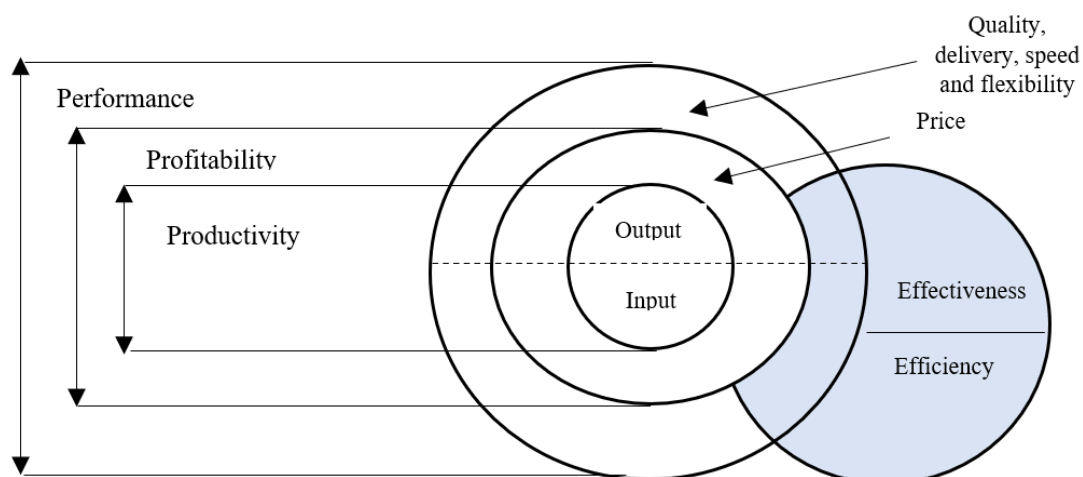 Quality,
delivery, speed
and flexibility
Performance
Price
Profitability
Productivity
Output
Input
Effectiveness
Efficiency